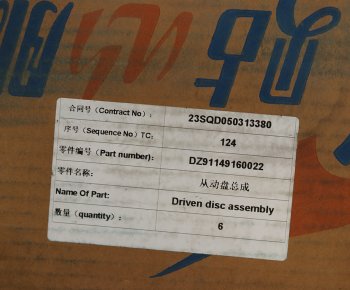 合同号（Contract No）： 23SQD050313380
序号（Sequence No）TC: 124
零件编号（Part number): DZ91149160022
零件名称： 从动盘总成
Name Of Part: Driven disc assembly
数量（quantity）： 6